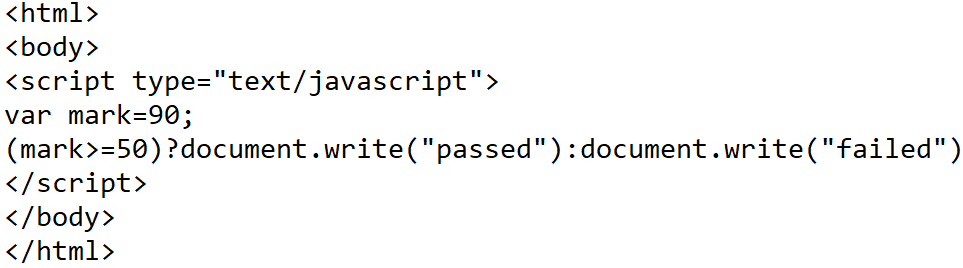 <html>
<body>
<script type="text/javascript">
var mark=90;
(mark>=50)?document.write("passed"):document.write("failed")
</script>
</body>
</html>